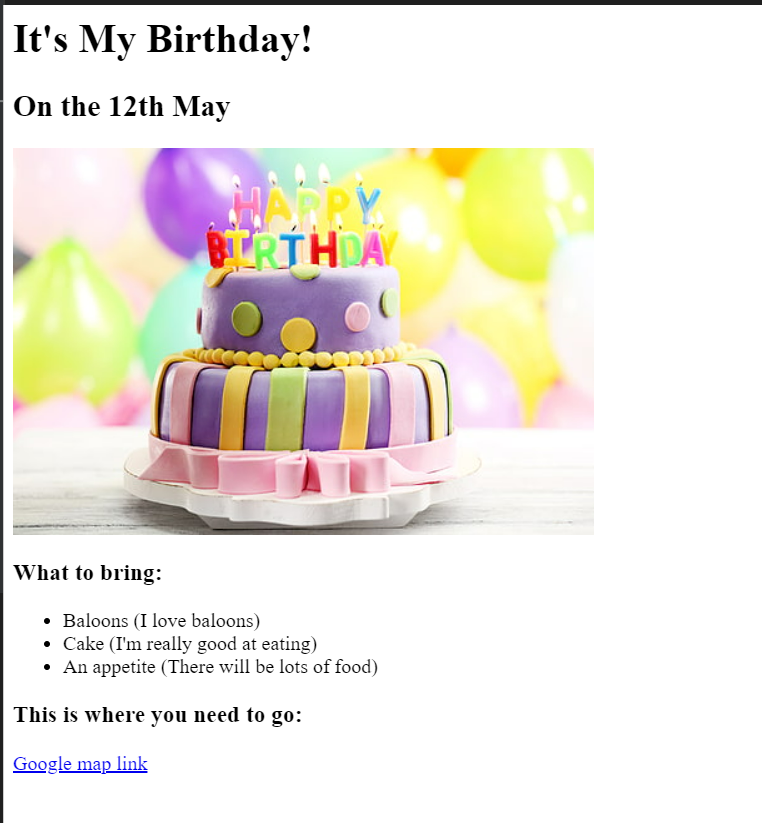 It's My Birthday!
On the 12th May
HAPPY
BIRTHDAY
What to bring:
Baloons (I love baloons)
Cake (I'm really good at eating)
An appetite (There will be lots of food)
This is where you need to go:
Google map link